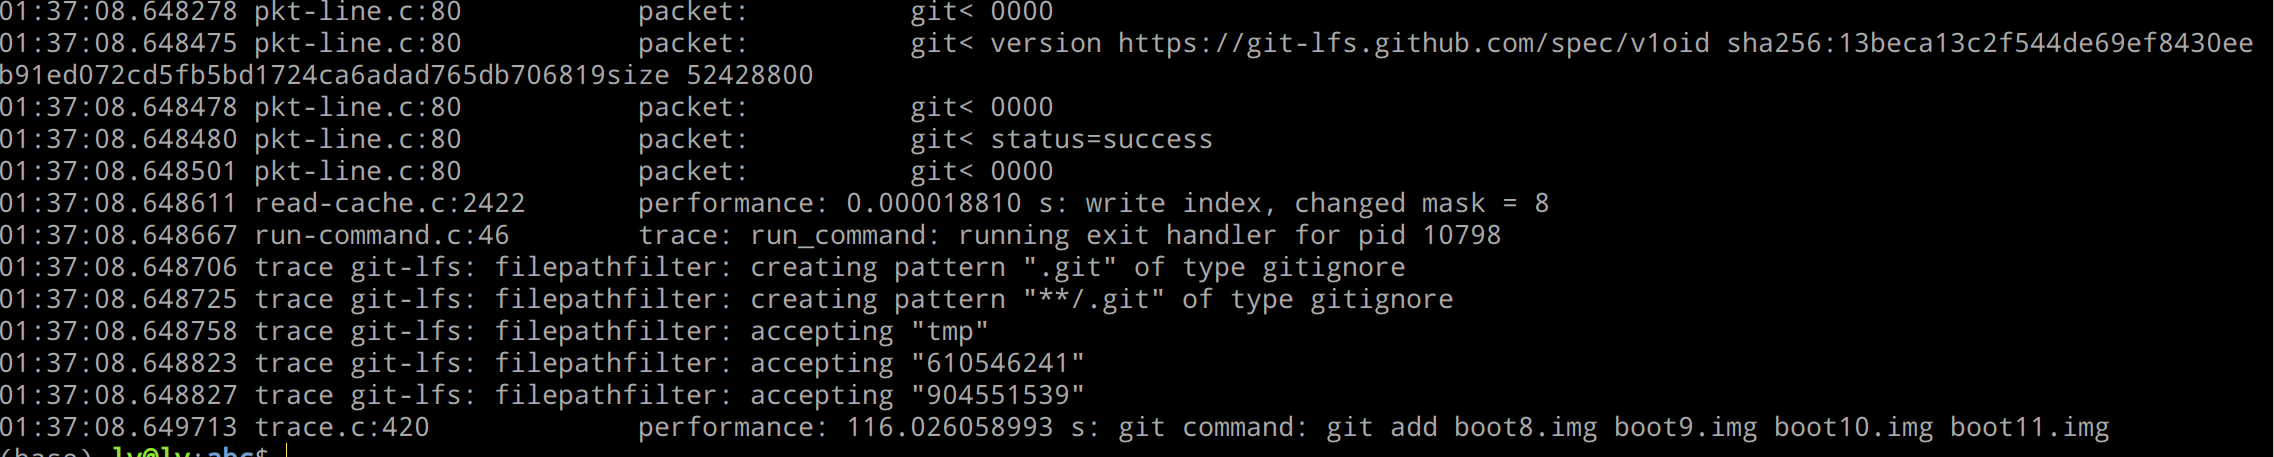 01:37:08.648278 pkt-line.c:80           packet:          git< 0000
01:37:08.648475 pkt-line.c:80           packet:          git< version https://git-lfs.github.com/spec/v1oid sha256:13beca13c2f544de69ef8430ee
b91ed072cd5fb5bd1724ca6adad765db706819size 52428800
01:37:08.648478 pkt-line.c:80           packet:          git< 0000
01:37:08.648480 pkt-line.c:80           packet:          git< status=success
01:37:08.648501 pkt-line.c:80           packet:          git< 0000
01:37:08.648611 read-cache.c:2422       performance: 0.000018810 s: write index, changed mask = 8
01:37:08.648667 run-command.c:46        trace: run_command: running exit handler for pid 10798
01:37:08.648706 trace git-lfs: filepathfilter: creating pattern ".git" of type gitignore
01:37:08.648725 trace git-lfs: filepathfilter: creating pattern "**/.git" of type gitignore
01:37:08.648758 trace git-lfs: filepathfilter: accepting "tmp"
01:37:08.648823 trace git-lfs: filepathfilter: accepting "610546241"
01:37:08.648827 trace git-lfs: filepathfilter: accepting "904551539"
01:37:08.649713 trace.c:420             performance: 116.026058993 s: git command: git add boot8.img boot9.img boot10.img boot11.img
(base)